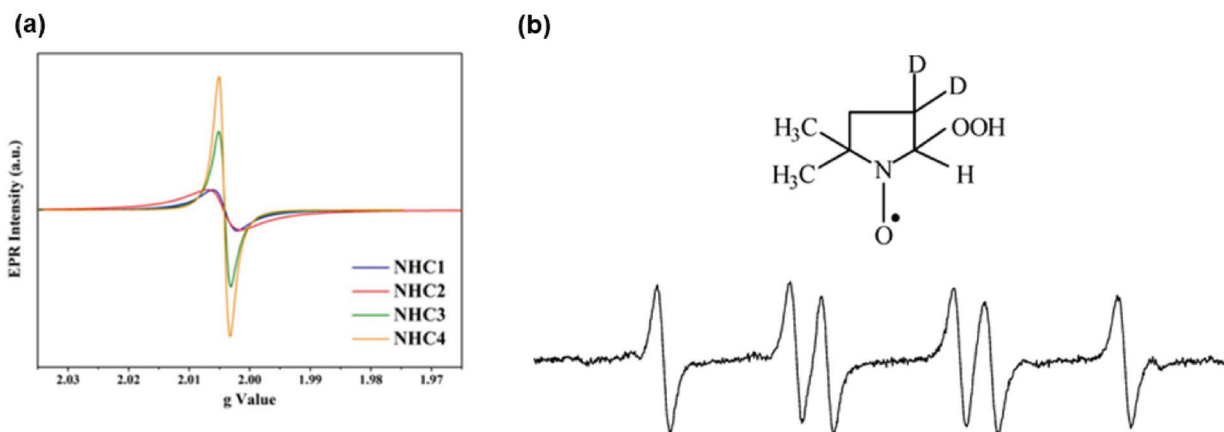 (a)
EPR Intensity (a.u.)
NHC1
NHC2
NHC3
NHC4
2.03 2.02 2.01 2.00 1.99 1.98 1.97
g Value
(b)
D
D
H₃C
OOH
H₃C
N
H
O•